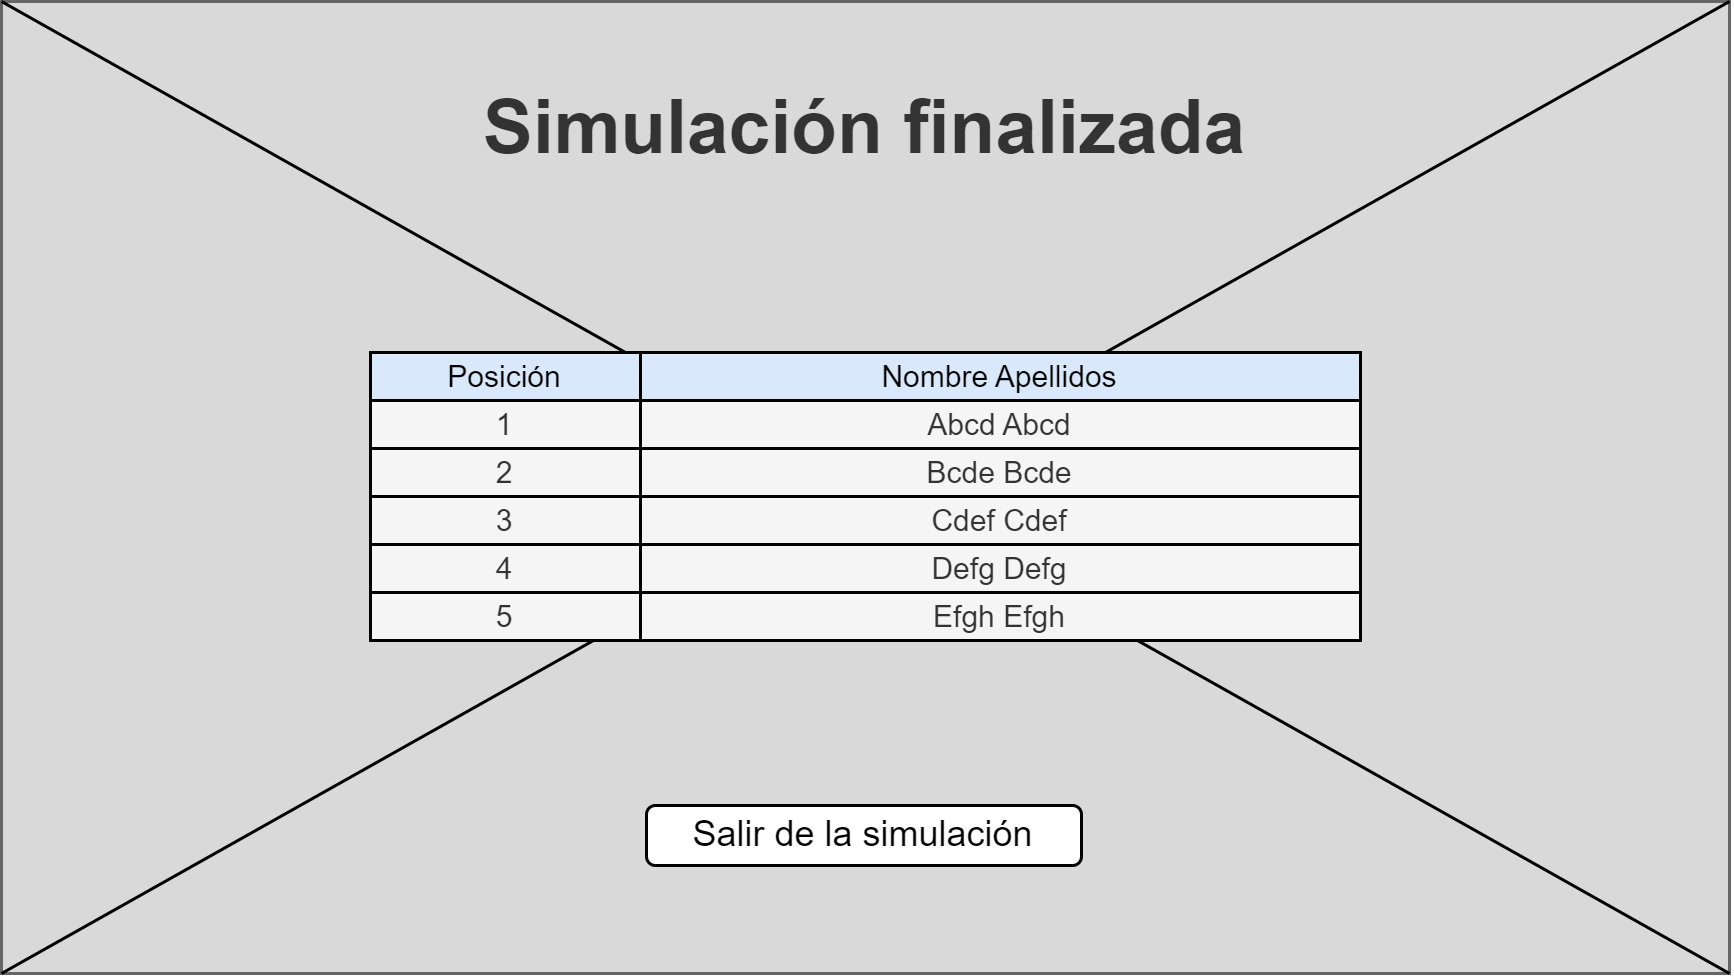 Simulación finalizada
Posición Nombre Apellidos
1 Abcd Abcd
2 Bcde Bcde
3 Cdef Cdef
4 Defg Defg
5 Efgh Efgh
Salir de la simulación